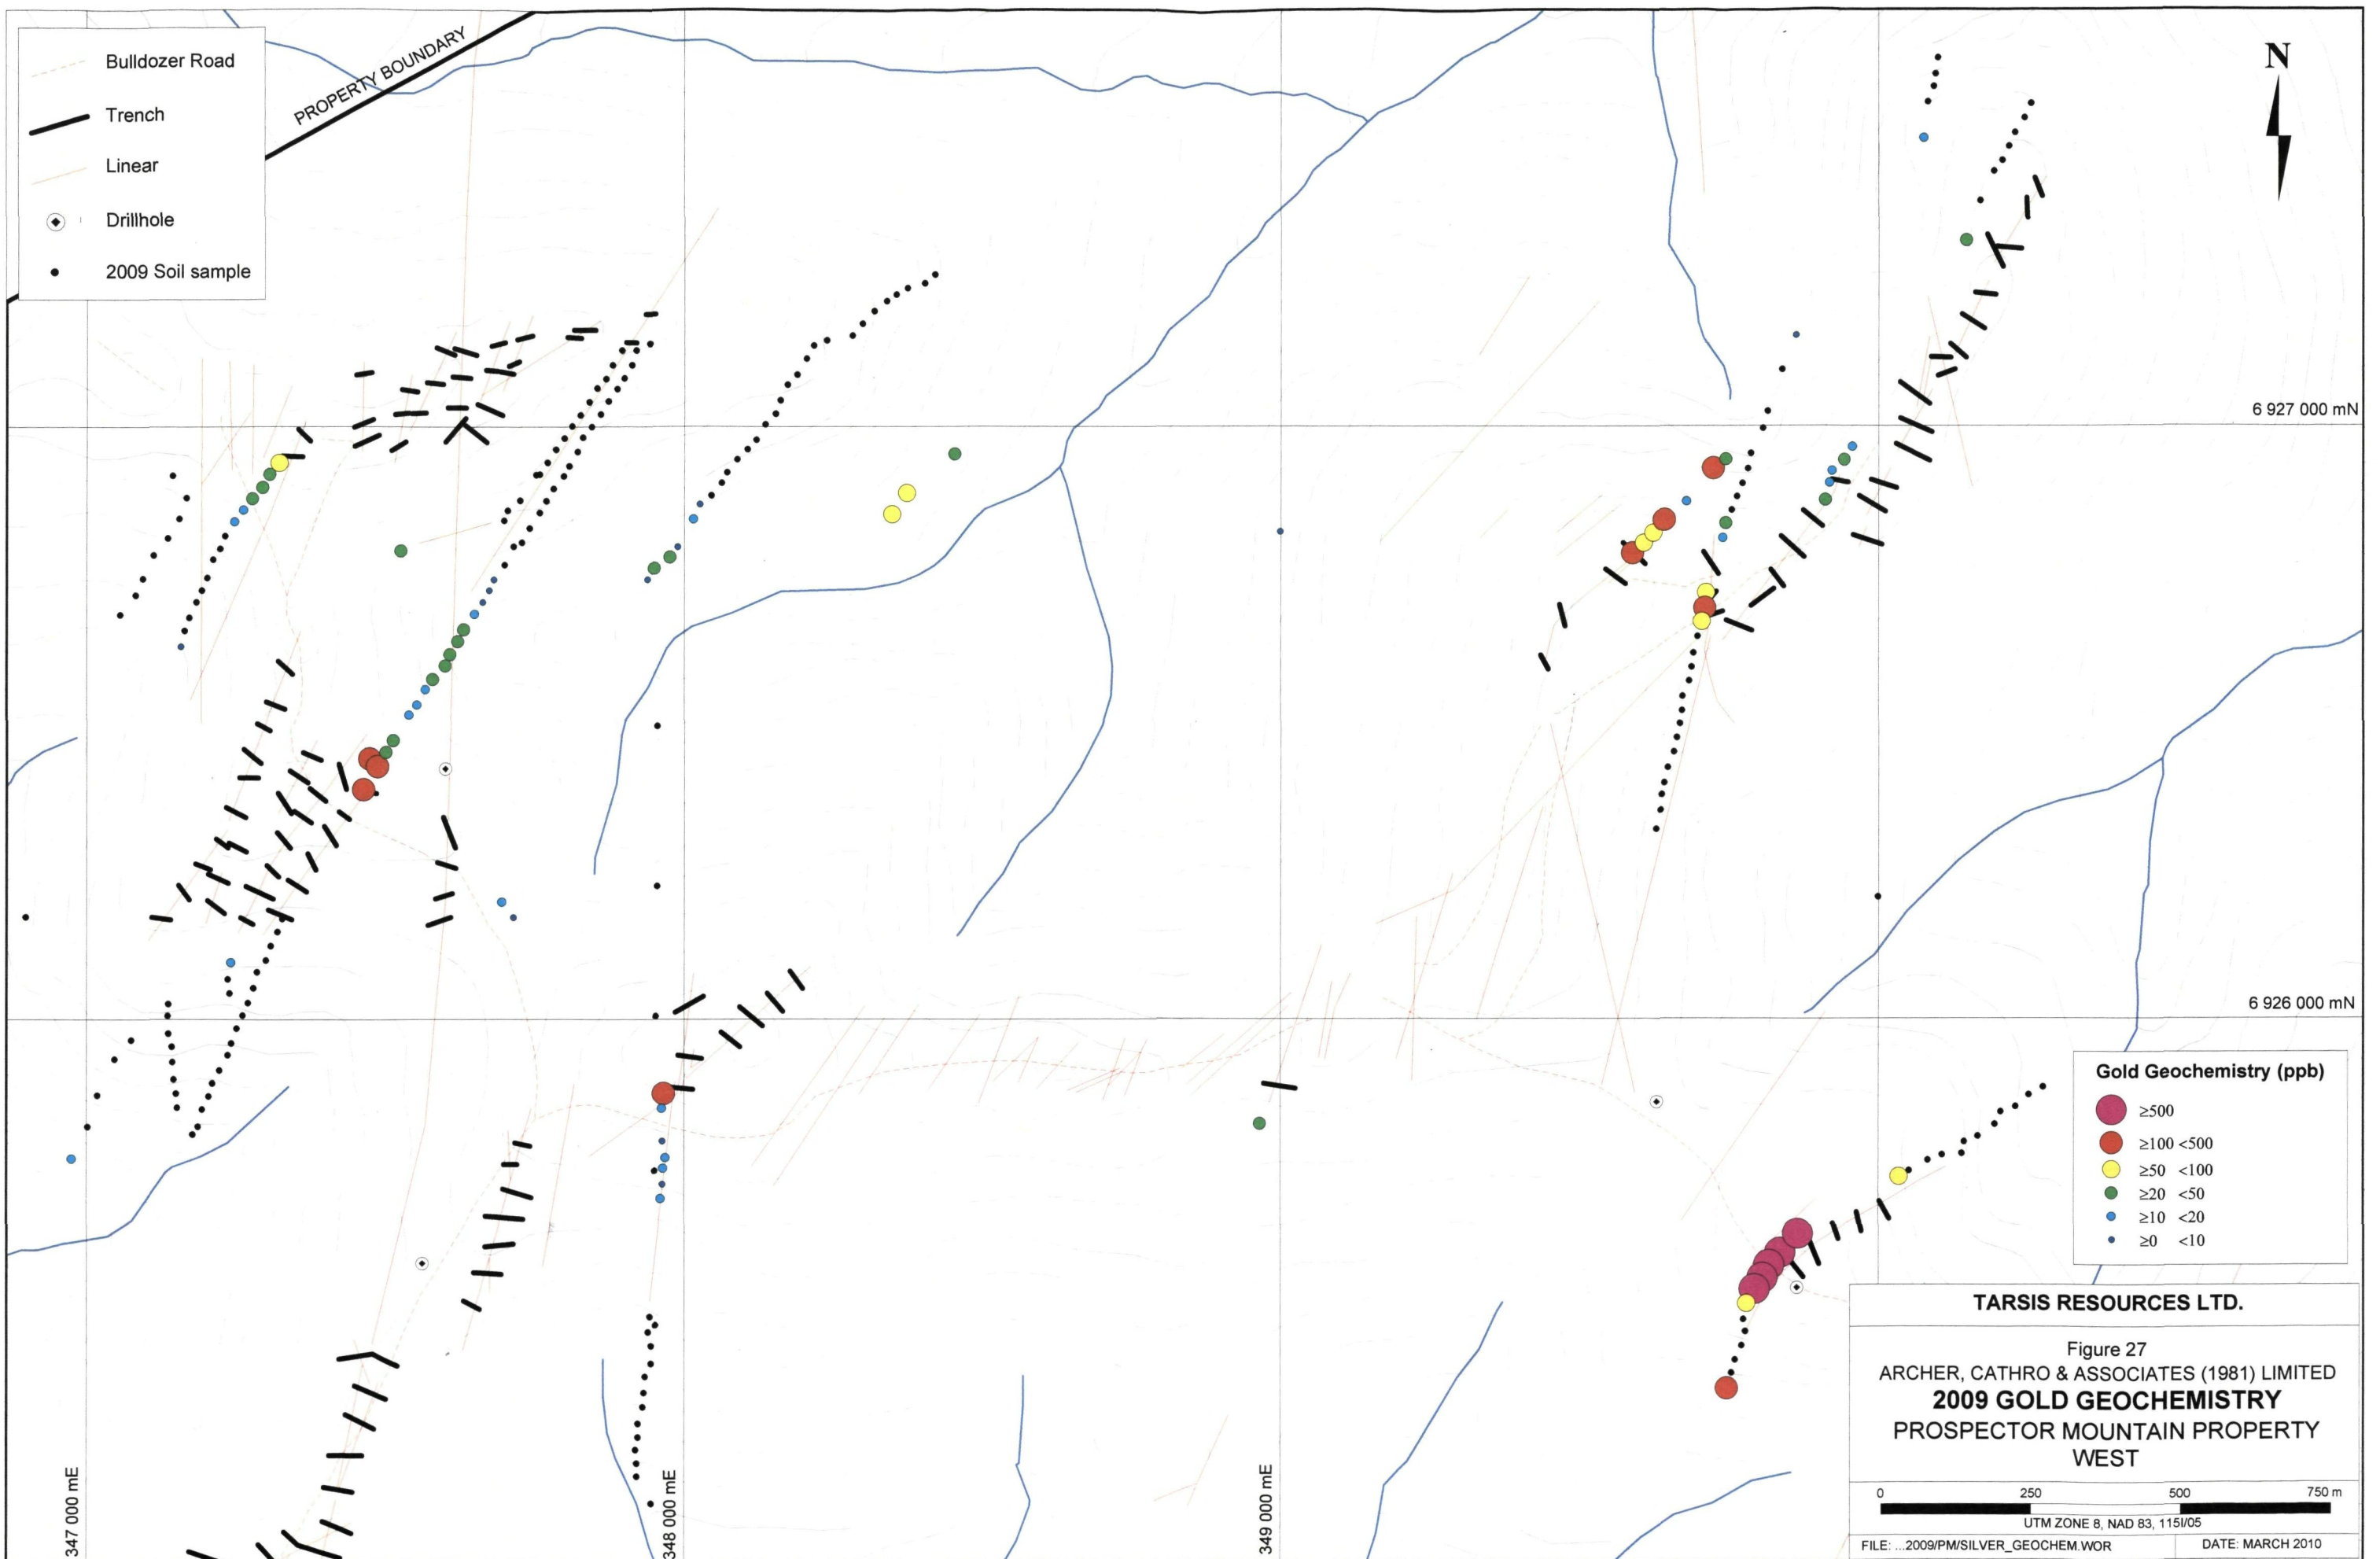 Bulldozer Road
Trench
Linear
Drillhole
2009 Soil sample
PROPERTY BOUNDARY
N
6 927 000 mN
6 926 000 mN
347 000 mE
348 000 mE
349 000 mE
Gold Geochemistry (ppb)
≥500
≥100 <500
≥50 <100
≥20 <50
≥10 <20
≥0 <10
TARSIS RESOURCES LTD.
Figure 27
ARCHER, CATHRO & ASSOCIATES (1981) LIMITED
2009 GOLD GEOCHEMISTRY
PROSPECTOR MOUNTAIN PROPERTY
WEST
0 250 500 750 m
UTM ZONE 8, NAD 83, 115I/05
FILE: ...2009/PM/SILVER_GEOCHEM.WOR
DATE: MARCH 2010